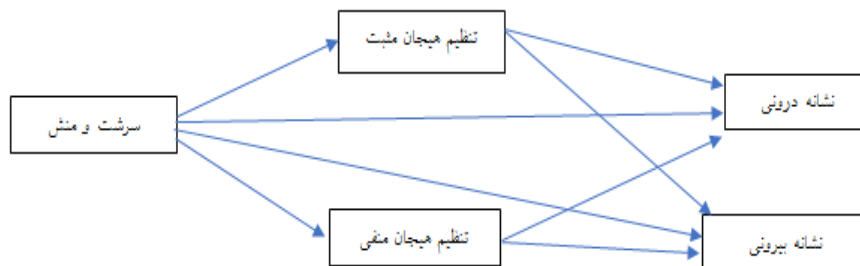 تنظیم هیجان مثبت
نشانه درونی
سرشت و منش
تنظیم هیجان منفی
نشانه بیرونی